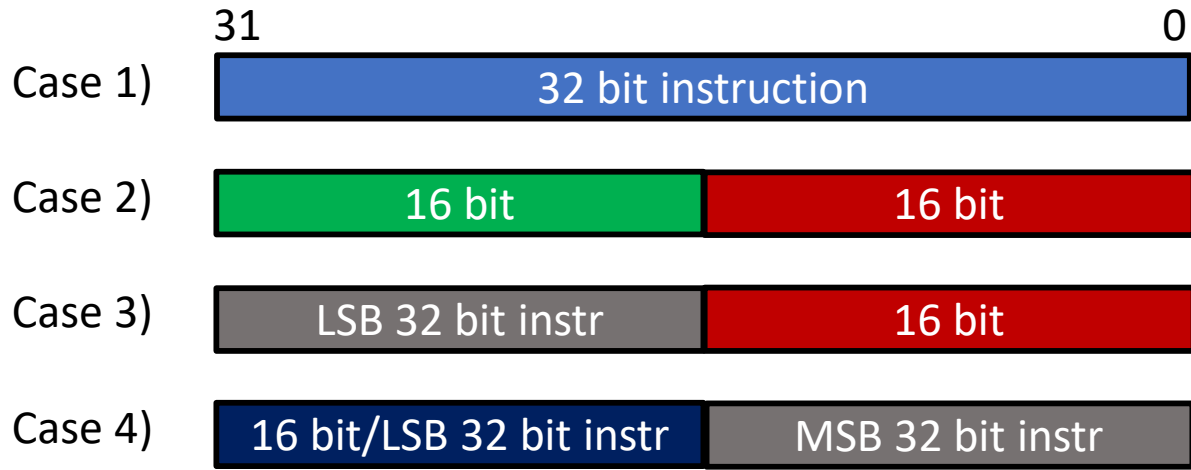 31 0
Case 1) 32 bit instruction
Case 2) 16 bit 16 bit
Case 3) LSB 32 bit instr 16 bit
Case 4) 16 bit/LSB 32 bit instr MSB 32 bit instr